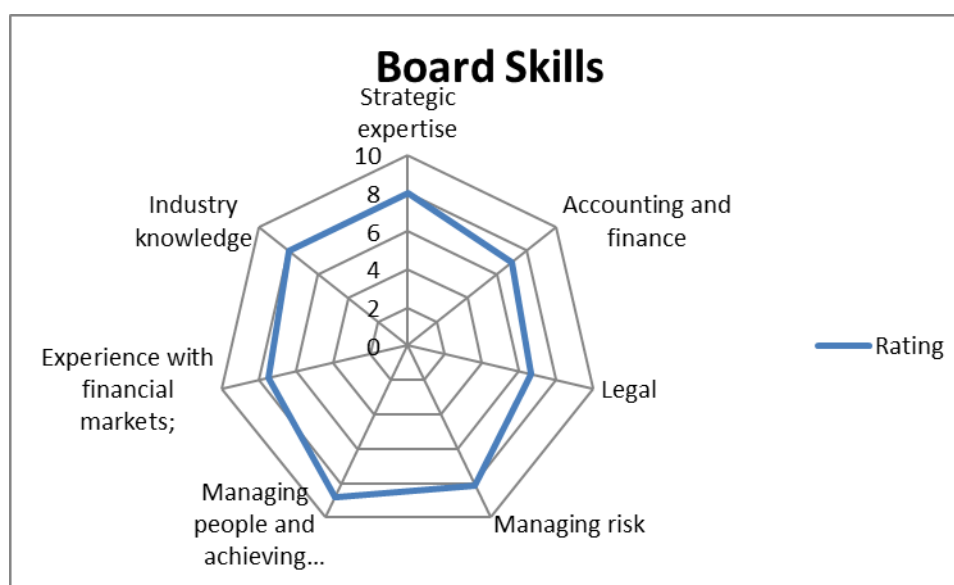 Board Skills
Strategic
expertise
10
8
6
4
2
0
Accounting and
finance
Legal
Managing risk
Managing
people and
achieving...
Experience with
financial
markets;
Industry
knowledge
Rating